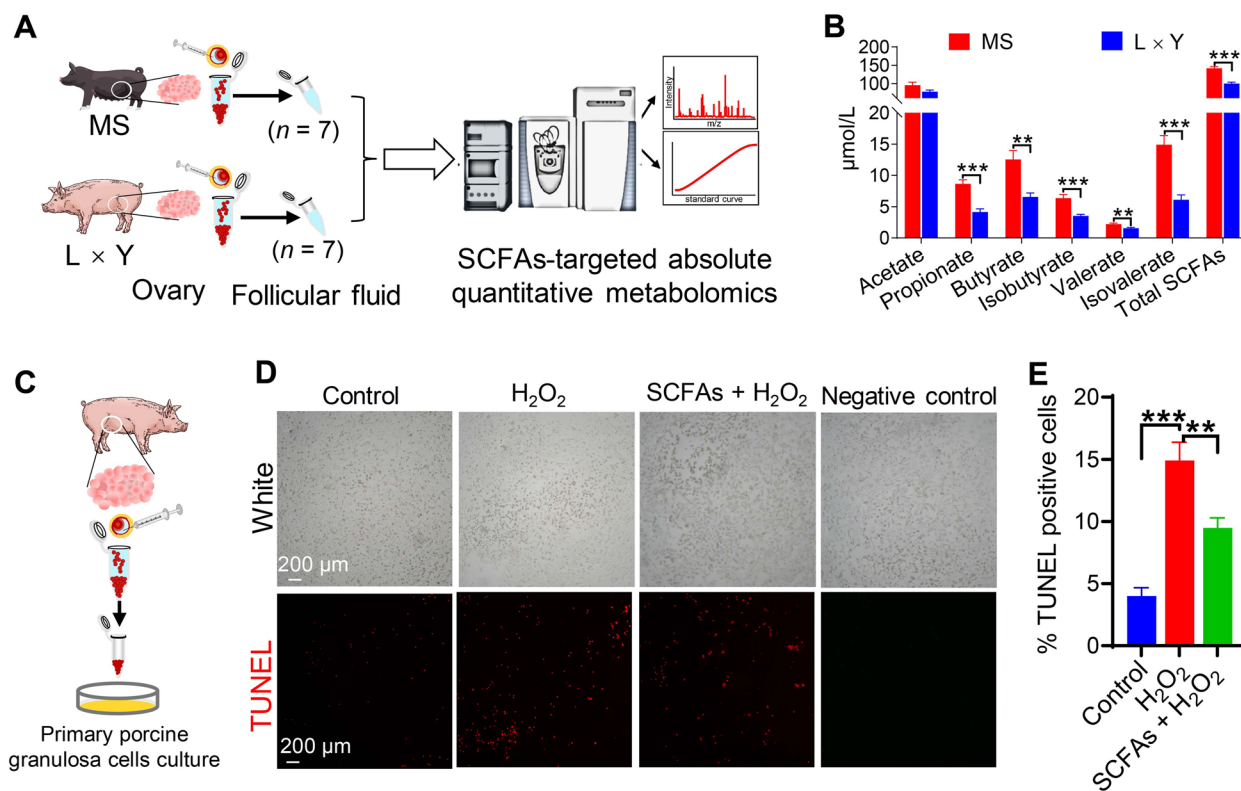 A
MS
(n = 7)
L × Y
(n = 7)
Ovary
Follicular fluid
Intensity
m/z
standard curve
SCFAs-targeted absolute
quantitative metabolomics
B
MS
L × Y
µmol/L
200
150
100
50
20
15
10
5
0
***
**
***
**
***
***
Acetate
Propionate
Butyrate
Isobutyrate
Valerate
Isovalerate
Total SCFAs
C
Primary porcine
granulosa cells culture
D
Control
H₂O₂
SCFAs + H₂O₂
Negative control
White
200 µm
TUNEL
200 µm
E
% TUNEL positive cells
20
15
10
5
0
***
**
Control
H₂O₂
SCFAs + H₂O₂